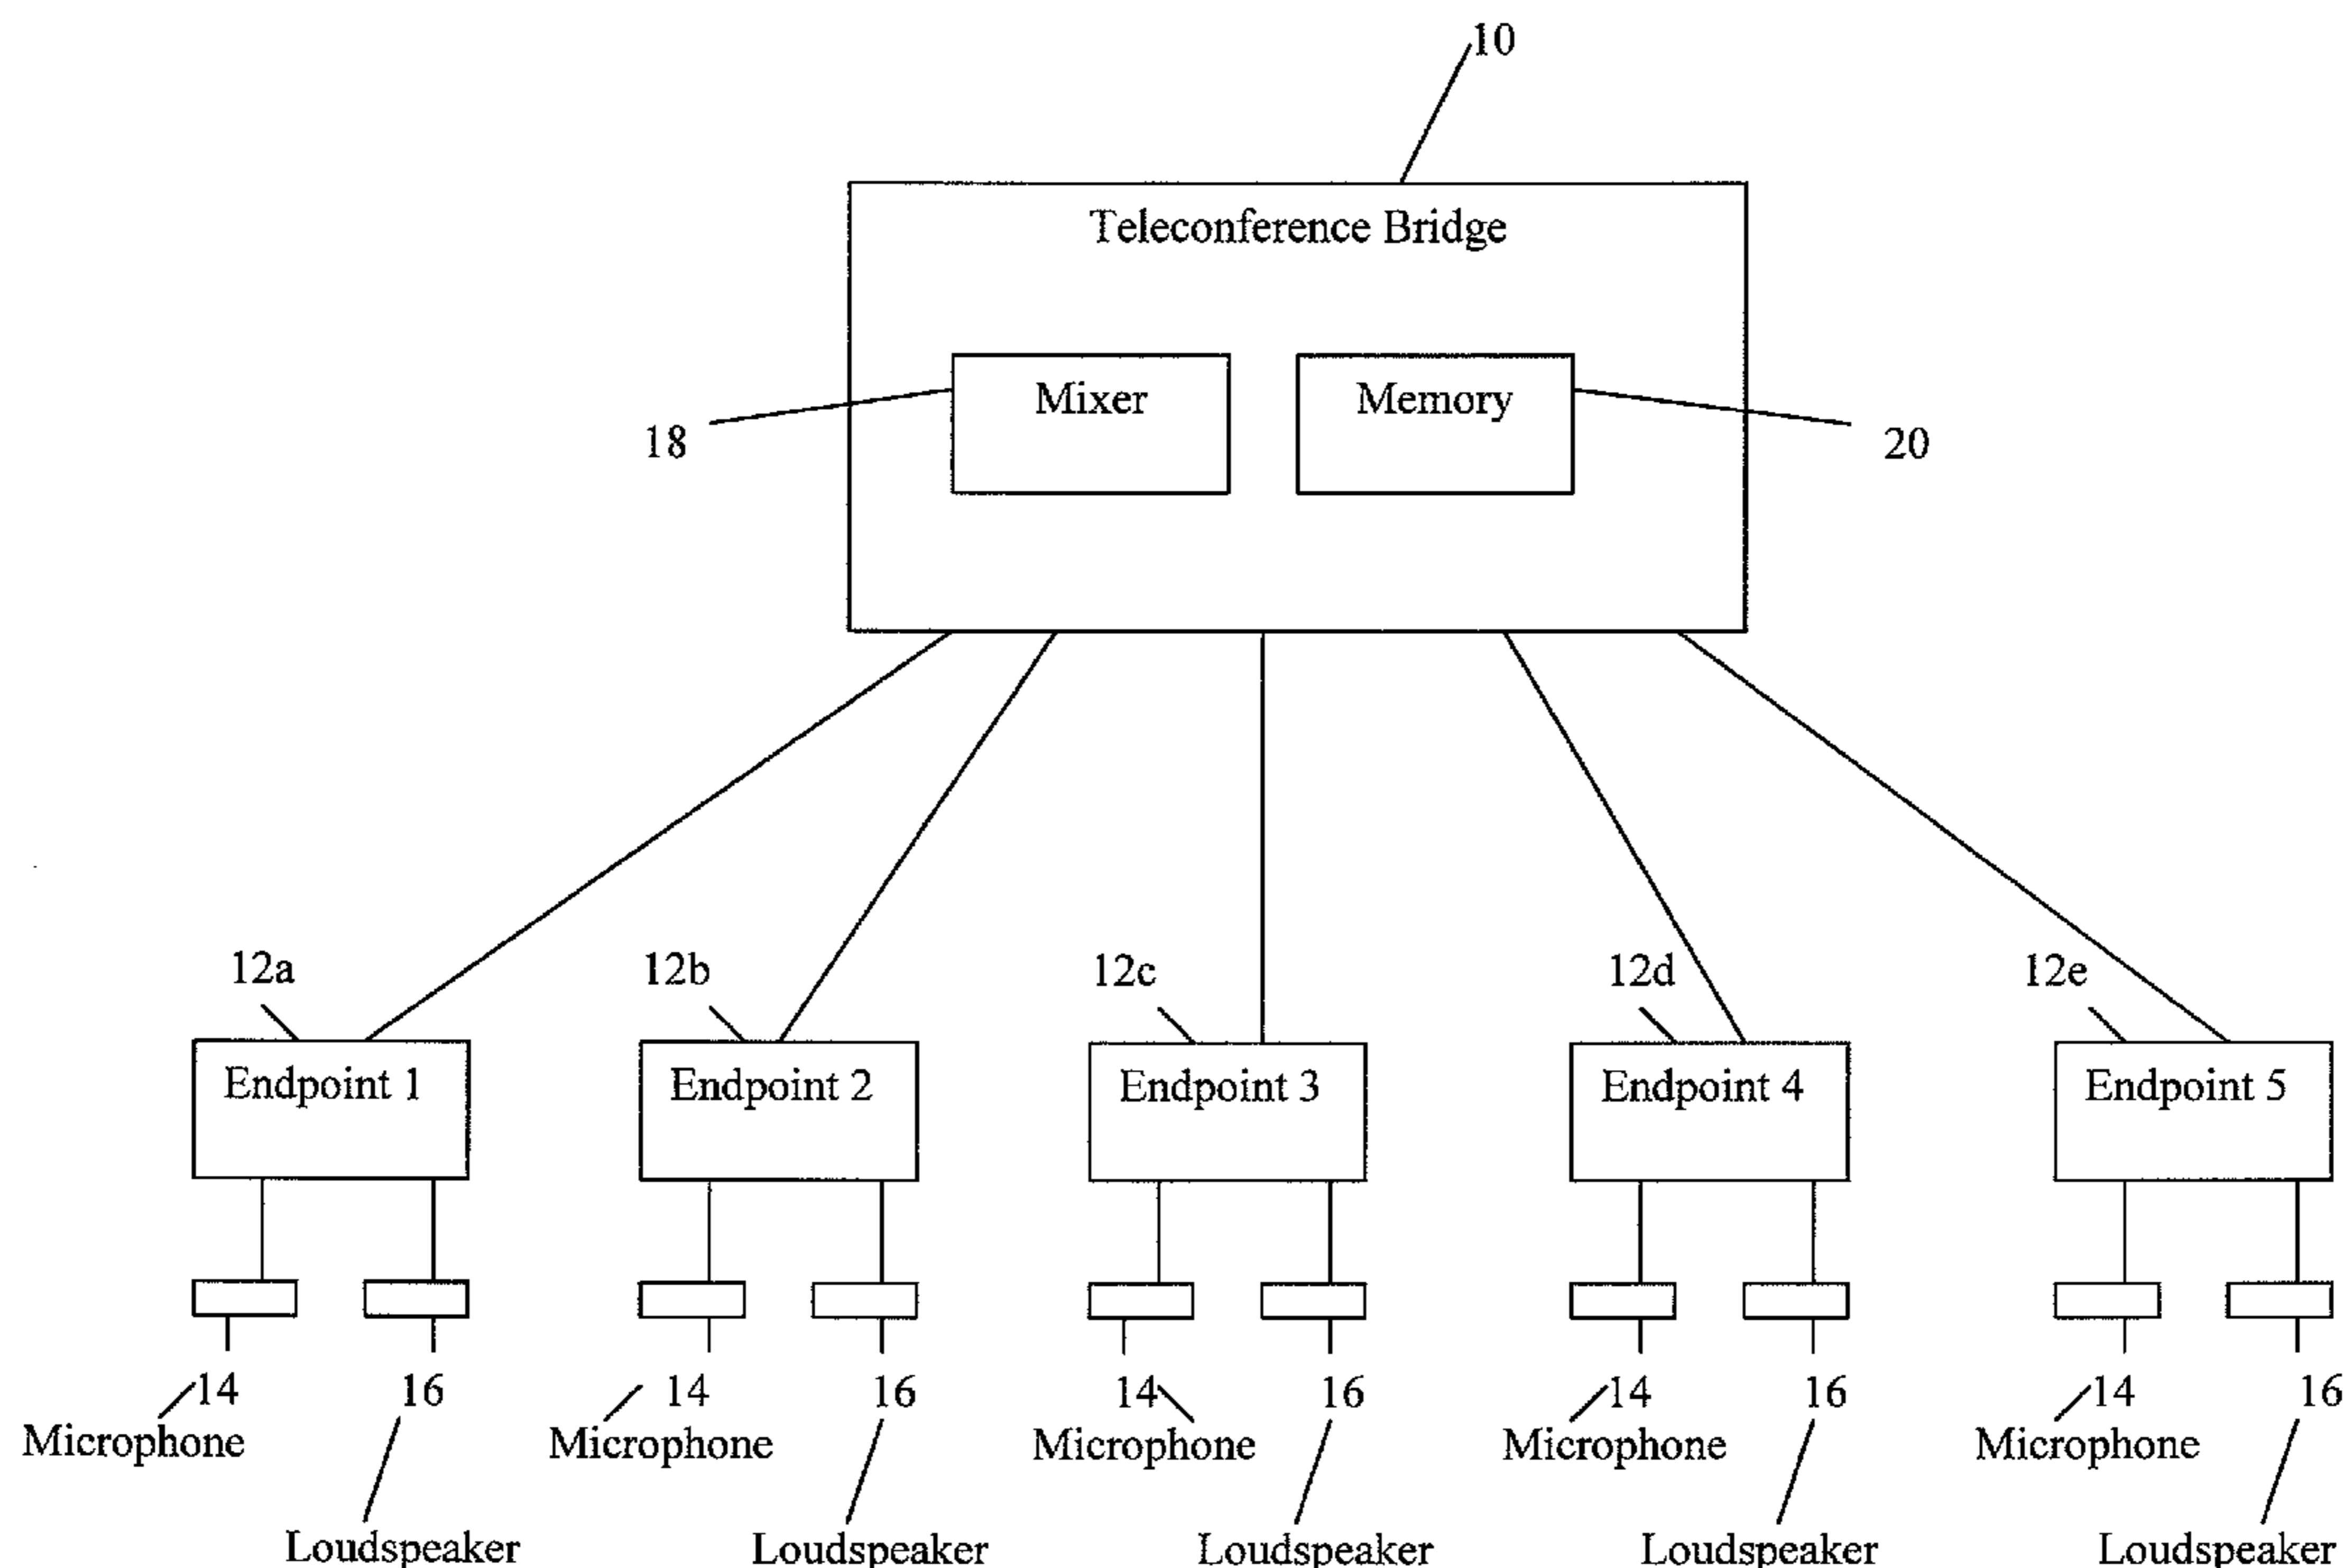 10
Teleconference Bridge
Mixer
Memory
18
20
12a
12b
12c
12d
12e
Endpoint 1
Endpoint 2
Endpoint 3
Endpoint 4
Endpoint 5
14
16
14
16
14
16
14
16
14
16
Microphone
Microphone
Microphone
Microphone
Microphone
Loudspeaker
Loudspeaker
Loudspeaker
Loudspeaker
Loudspeaker